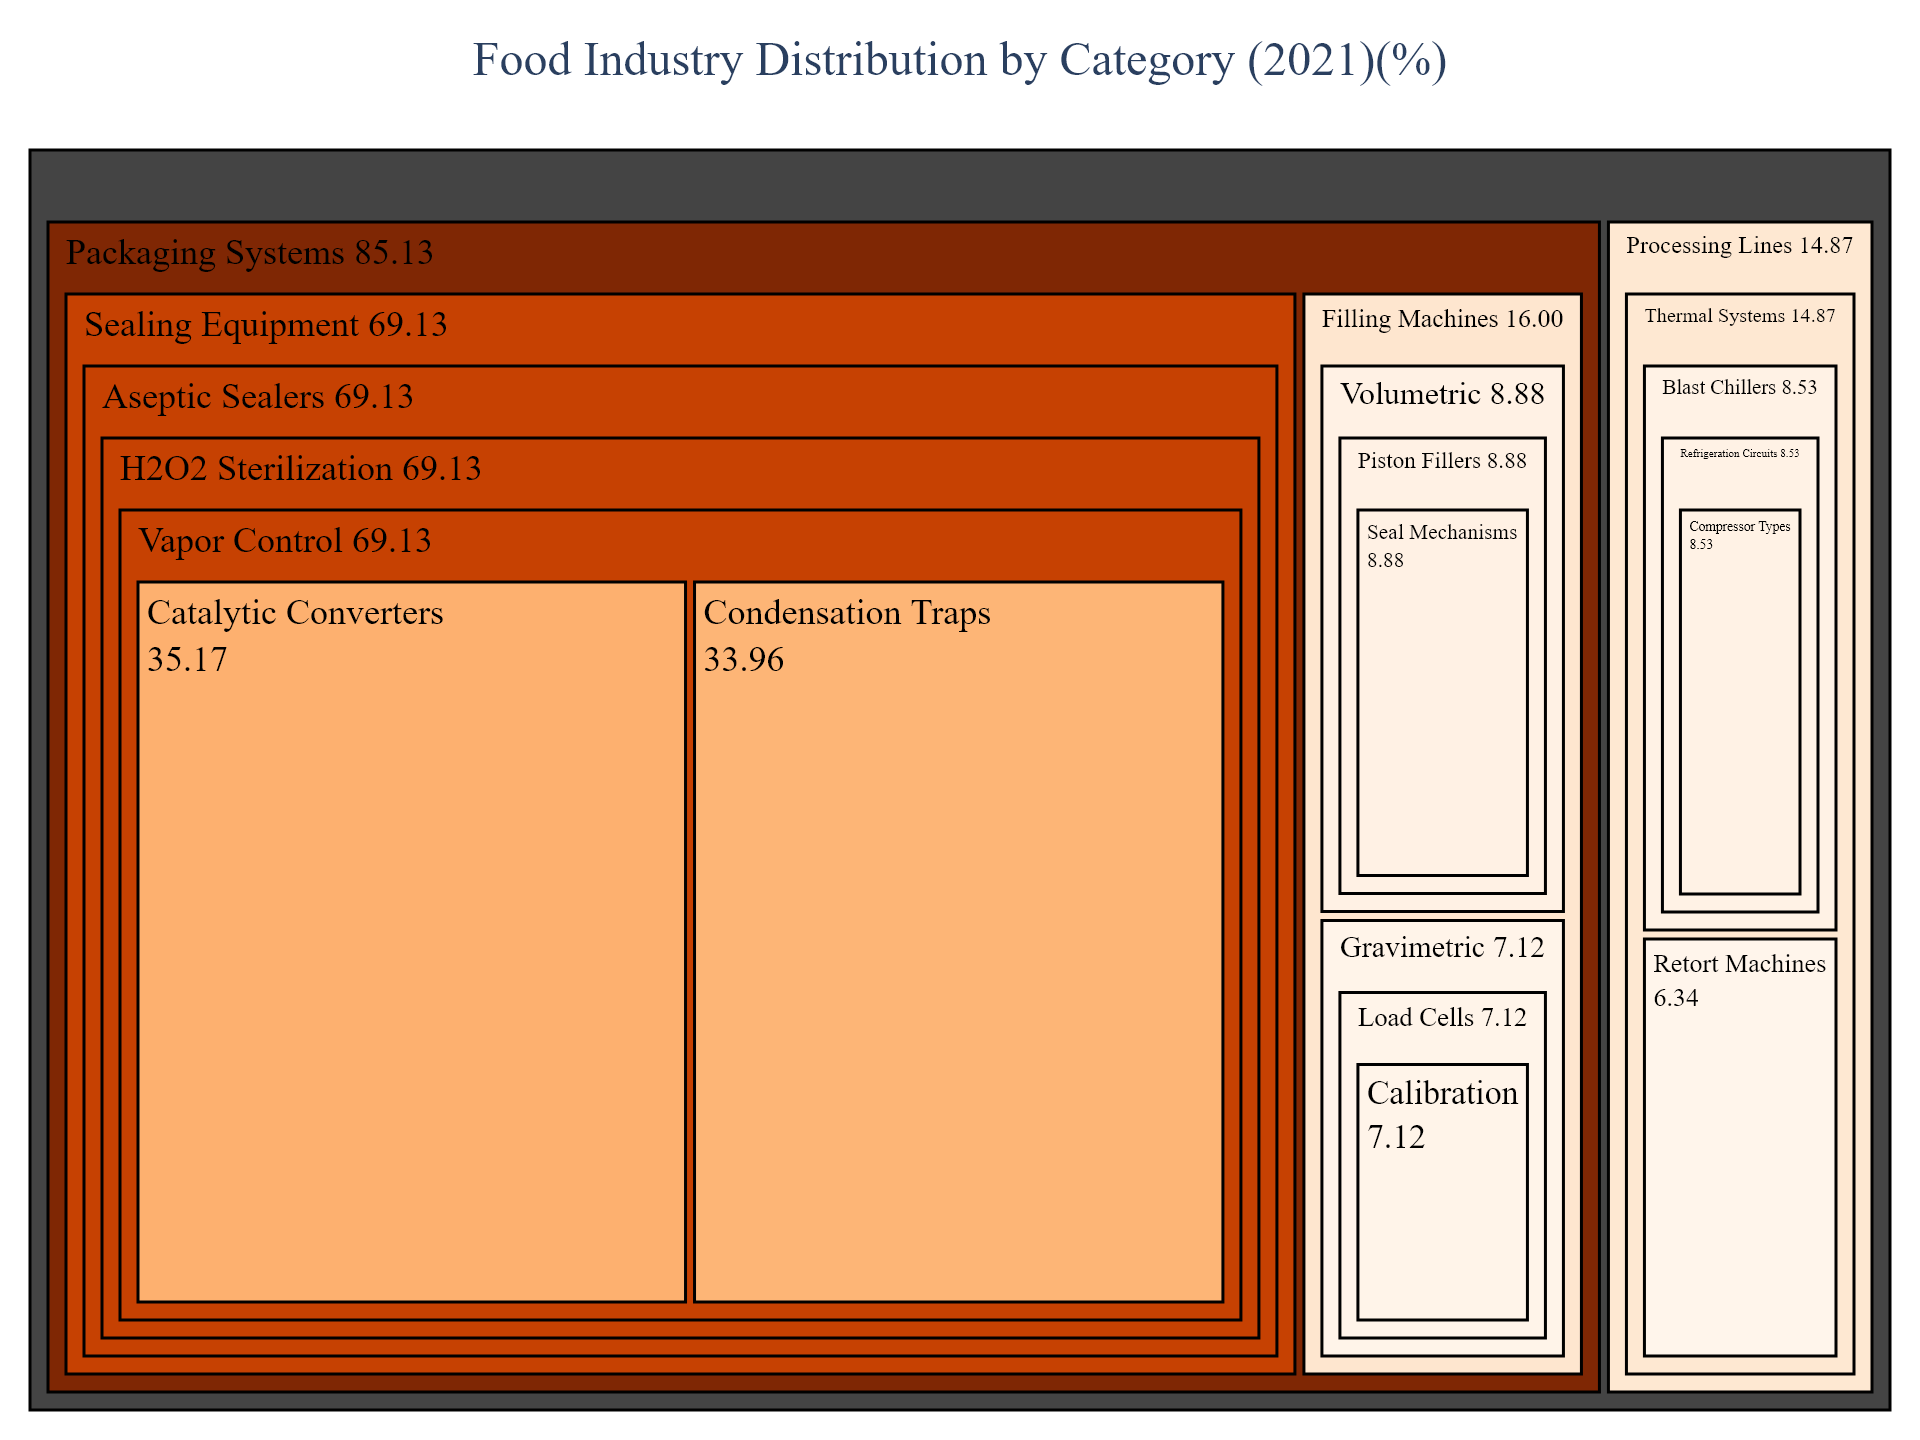 Food Industry Distribution by Category (2021)(%)
Packaging Systems 85.13
Sealing Equipment 69.13
Aseptic Sealers 69.13
H2O2 Sterilization 69.13
Vapor Control 69.13
Catalytic Converters
35.17
Condensation Traps
33.96
Filling Machines 16.00
Volumetric 8.88
Piston Fillers 8.88
Seal Mechanisms
8.88
Gravimetric 7.12
Load Cells 7.12
Calibration
7.12
Processing Lines 14.87
Thermal Systems 14.87
Blast Chillers 8.53
Refrigeration Circuits 8.53
Compressor Types
8.53
Retort Machines
6.34